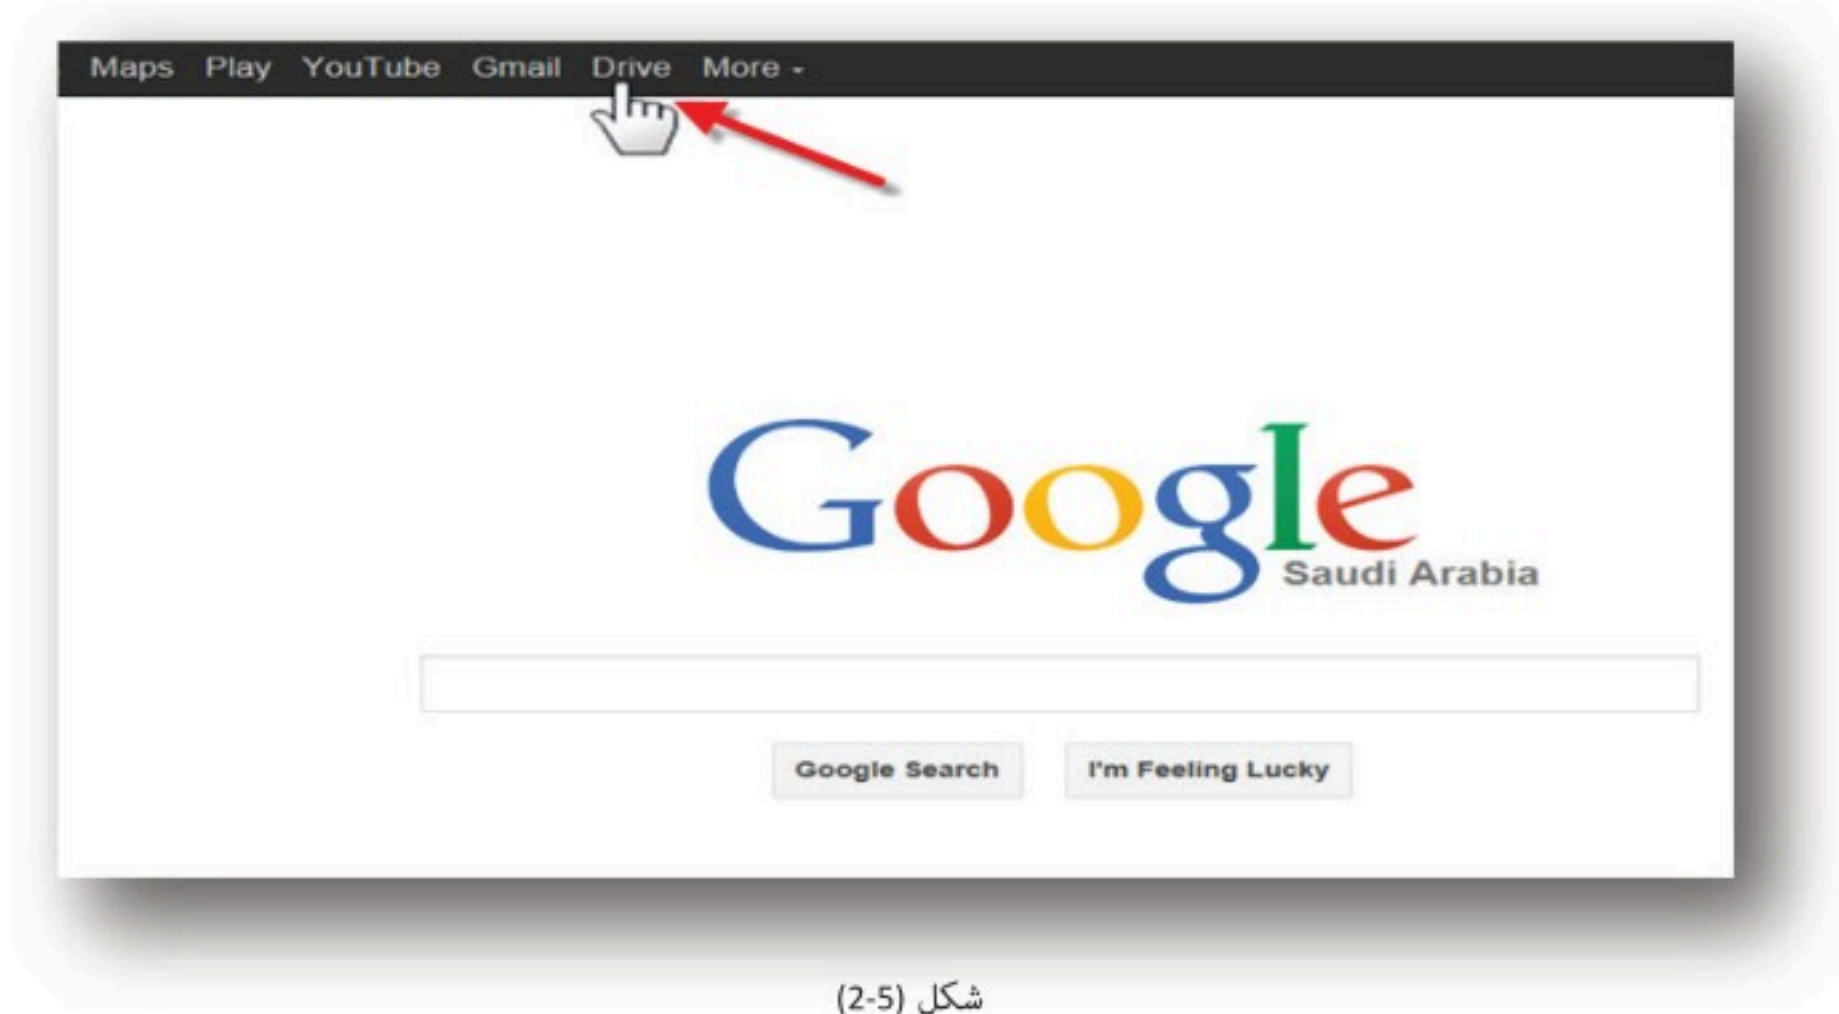 Maps Play YouTube Gmail Drive More
Google
Saudi Arabia
Google Search I'm Feeling Lucky
شكل (5-2)